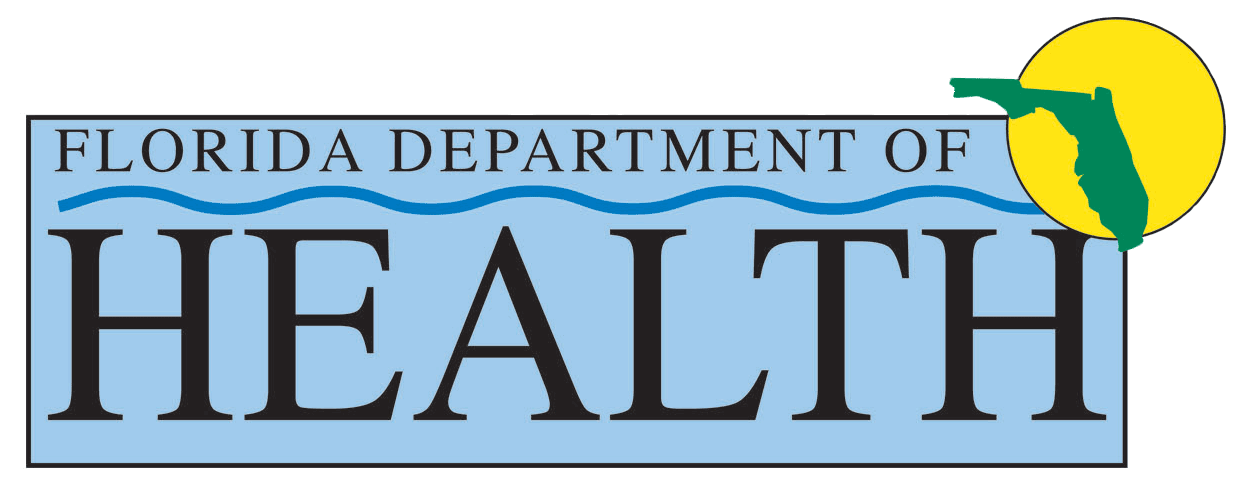 FLORIDA DEPARTMENT OF
HEALTH